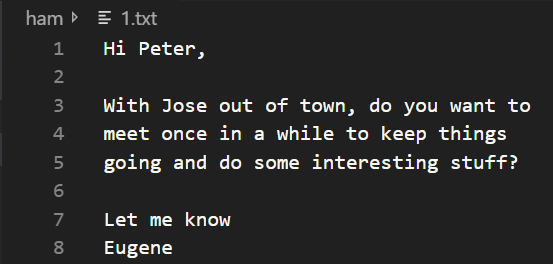 ham 1.txt
1 Hi Peter,
2
3 With Jose out of town, do you want to
4 meet once in a while to keep things
5 going and do some interesting stuff?
6
7 Let me know
8 Eugene